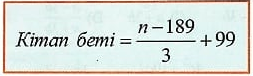 Кітап беті = (n−189)/3 + 99